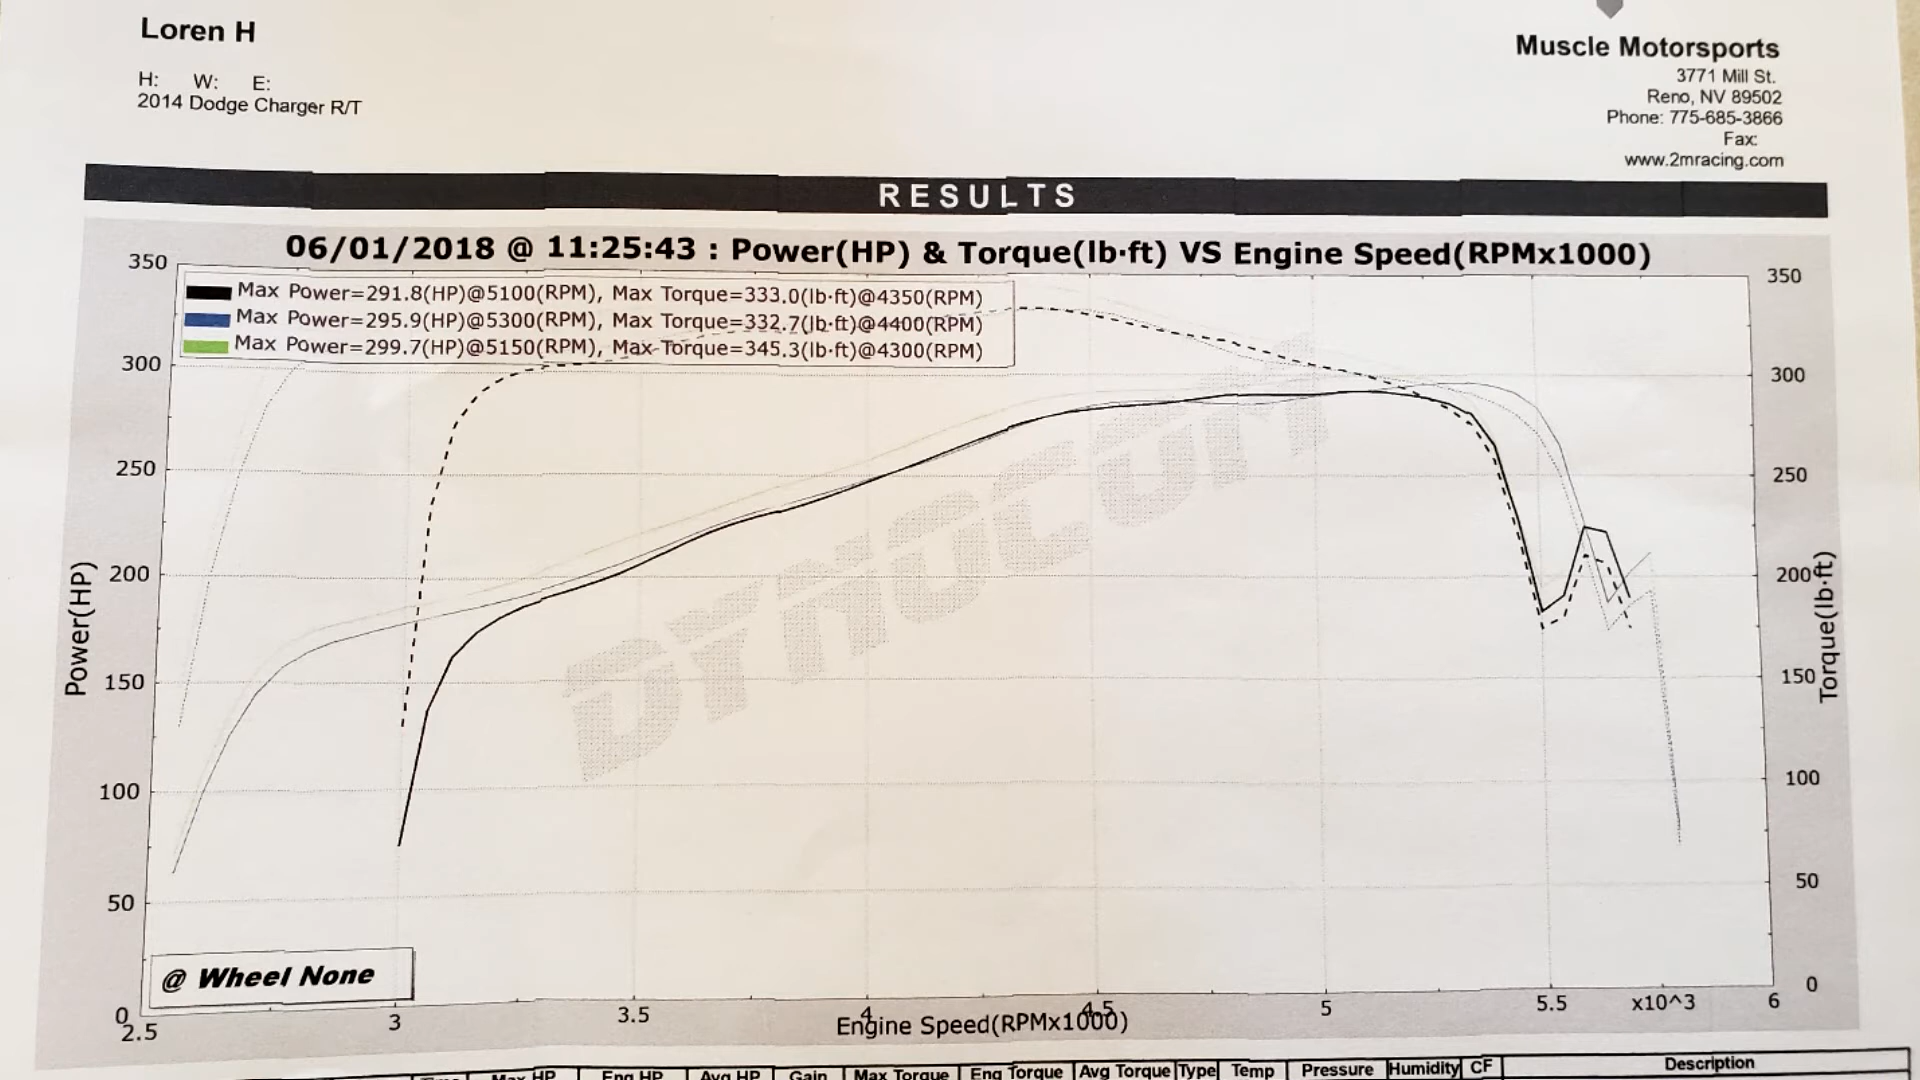 Loren H
H: W: E:
2014 Dodge Charger R/T
Muscle Motorsports
3771 Mill St.
Reno, NV 89502
Phone: 775-685-3866
Fax:
www.2mracing.com
RESULTS
06/01/2018 @ 11:25:43 : Power(HP) & Torque(lb·ft) VS Engine Speed(RPMx1000)
Max Power=291.8(HP)@5100(RPM), Max Torque=333.0(lb·ft)@4350(RPM)
Max Power=295.9(HP)@5300(RPM), Max Torque=332.7(lb·ft)@4400(RPM)
Max Power=299.7(HP)@5150(RPM), Max Torque=345.3(lb·ft)@4300(RPM)
350
300
250
200
150
100
50
0
Power(HP)
350
300
250
200
150
100
50
0
Torque(lb·ft)
DYNOCOM
@ Wheel None
2.5 3 3.5 4 4.5 5 5.5 x10^3 6
Engine Speed(RPMx1000)
Max HP Eng HP Avg HP Gain Max Torque Eng Torque Avg Torque Type Temp Pressure Humidity CF Description